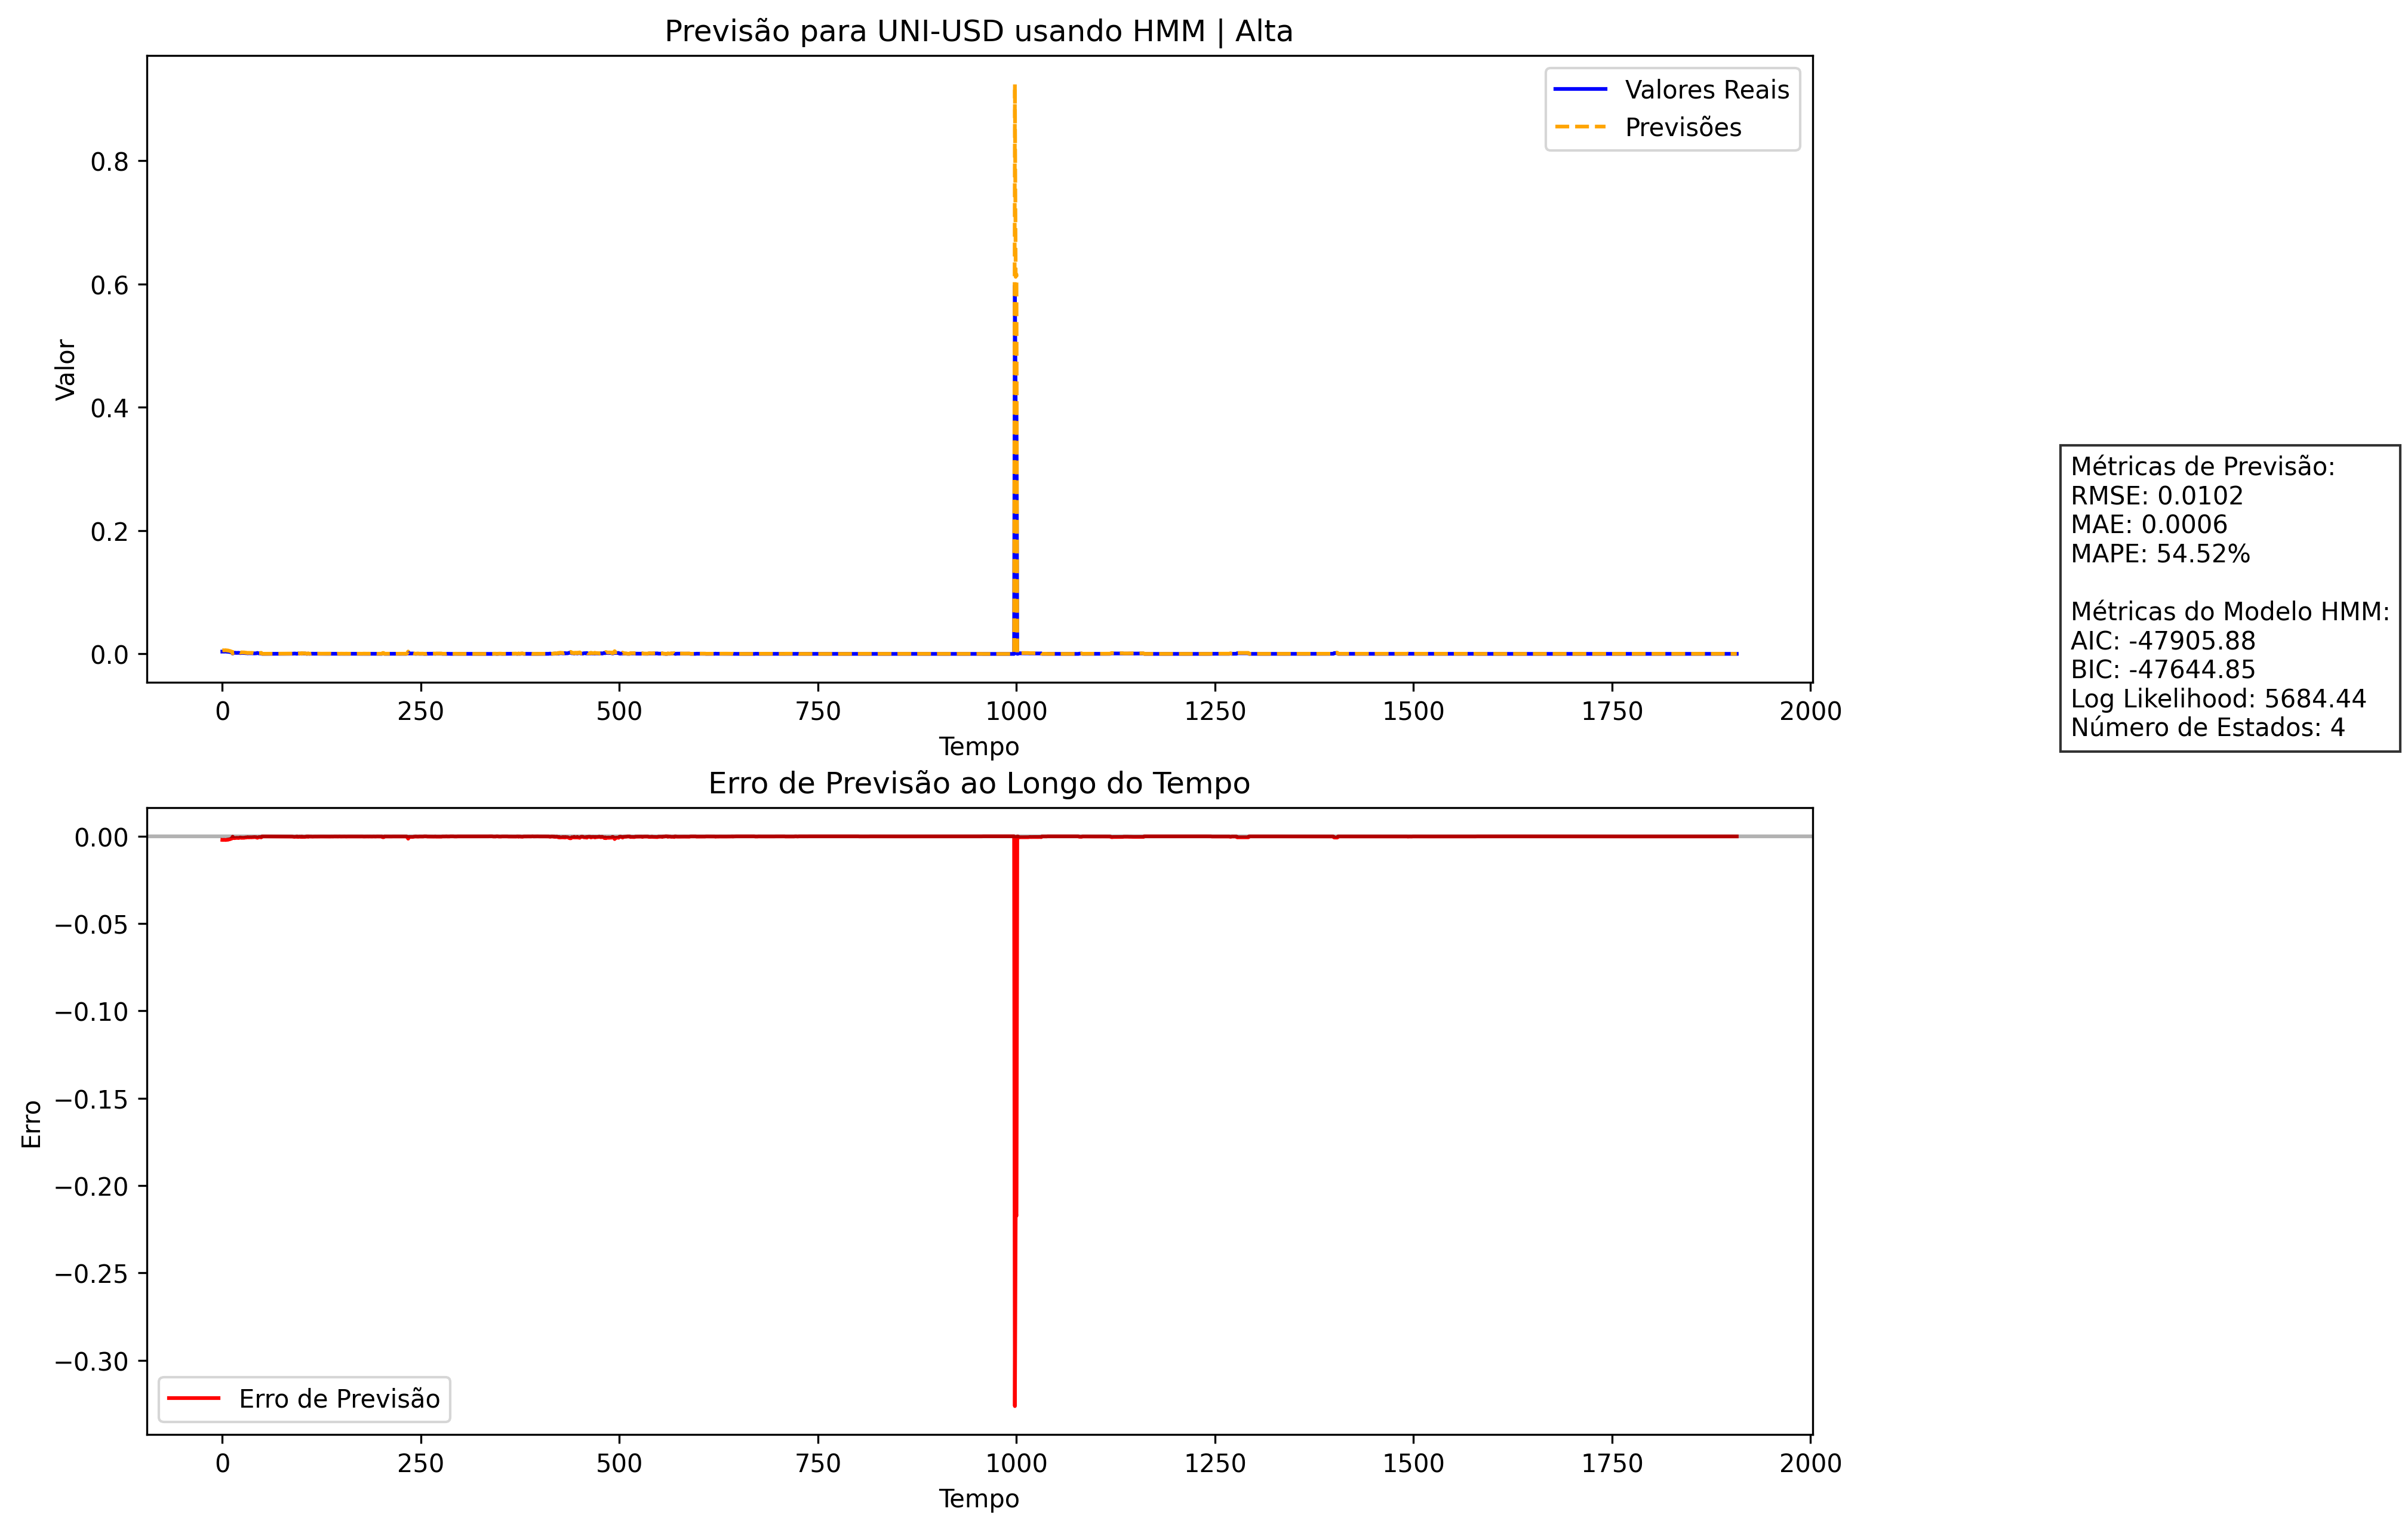 Previsão para UNI-USD usando HMM | Alta
Valores Reais
Previsões
Valor
0.8
0.6
0.4
0.2
0.0
0 250 500 750 1000 1250 1500 1750 2000
Tempo
Métricas de Previsão:
RMSE: 0.0102
MAE: 0.0006
MAPE: 54.52%
Métricas do Modelo HMM:
AIC: -47905.88
BIC: -47644.85
Log Likelihood: 5684.44
Número de Estados: 4
Erro de Previsão ao Longo do Tempo
Erro
0.00
−0.05
−0.10
−0.15
−0.20
−0.25
−0.30
Erro de Previsão
0 250 500 750 1000 1250 1500 1750 2000
Tempo